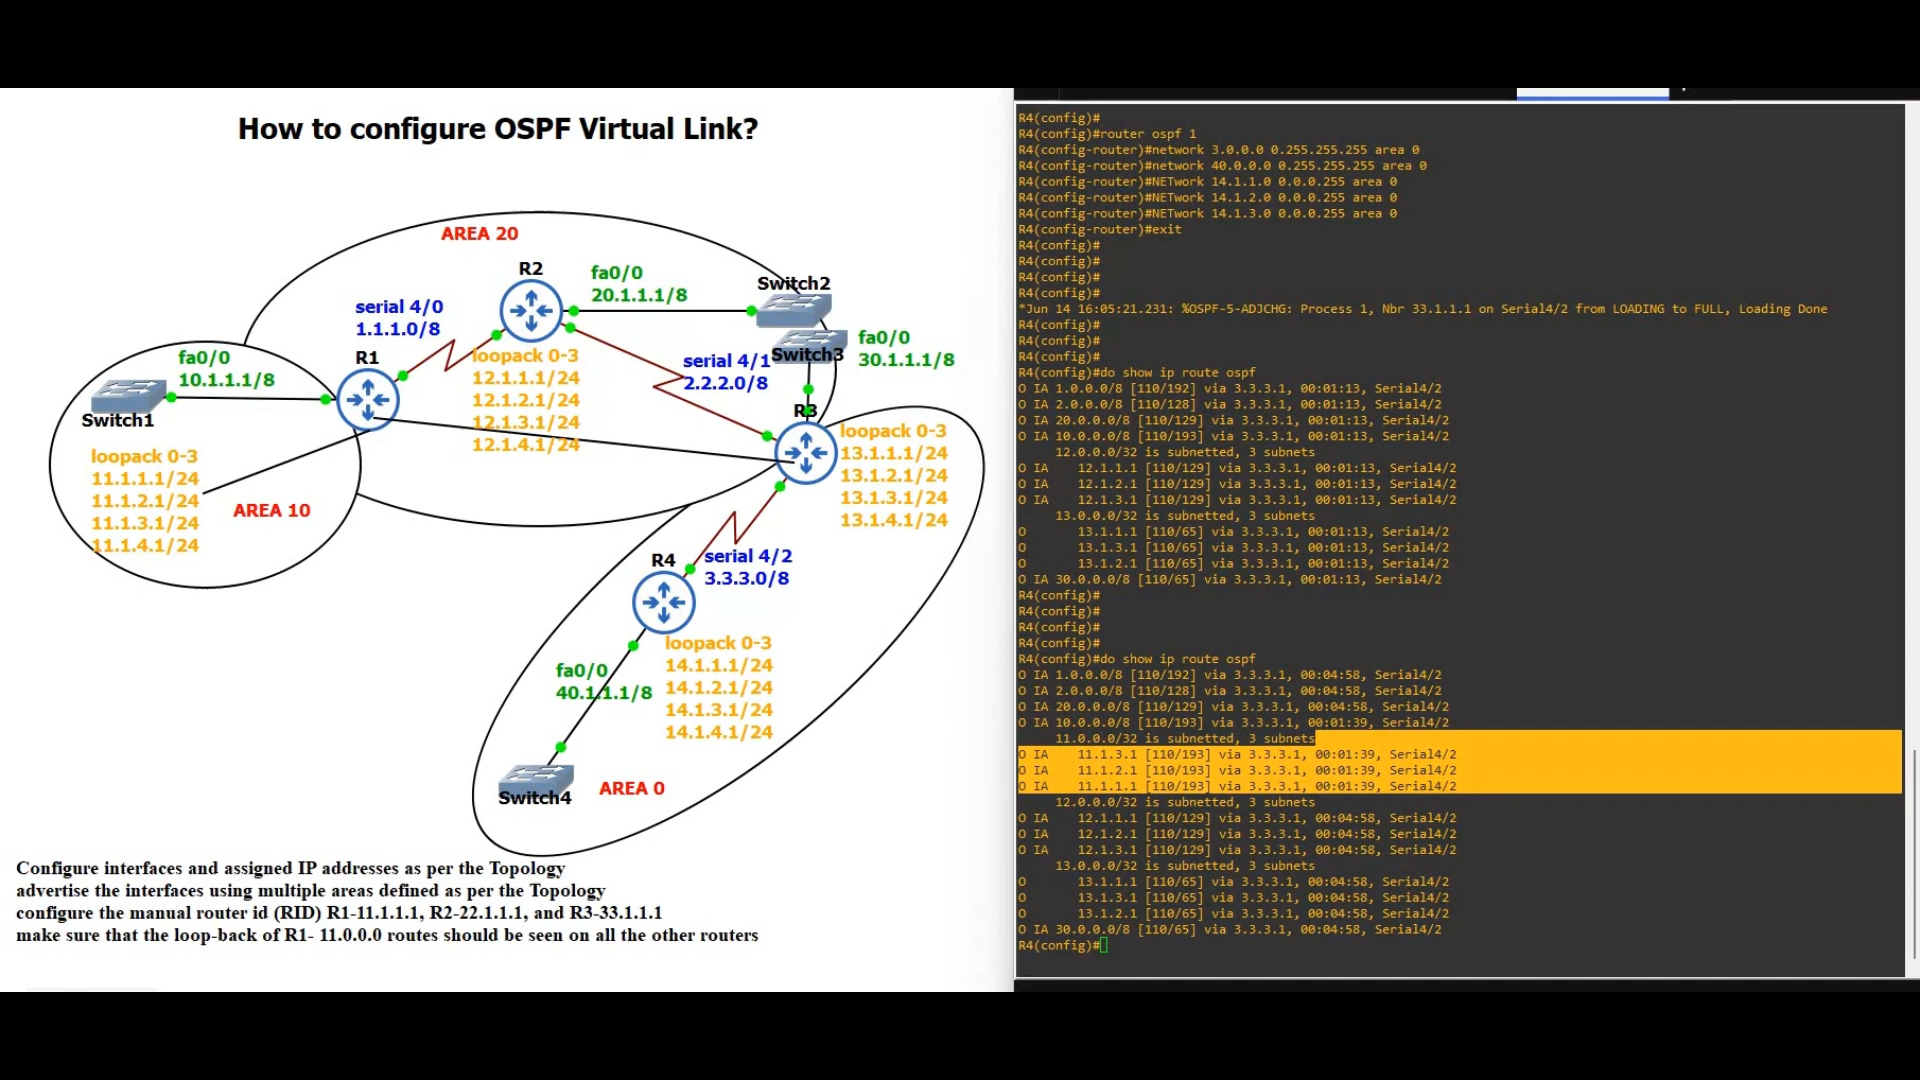 How to configure OSPF Virtual Link?
AREA 20
R2
fa0/0
20.1.1.1/8
Switch2
serial 4/0
1.1.1.0/8
R1
fa0/0
10.1.1.1/8
Switch1
loopack 0-3
12.1.1.1/24
12.1.2.1/24
12.1.3.1/24
12.1.4.1/24
serial 4/1
2.2.2.0/8
Switch3
fa0/0
30.1.1.1/8
R3
loopack 0-3
13.1.1.1/24
13.1.2.1/24
13.1.3.1/24
13.1.4.1/24
loopack 0-3
11.1.1.1/24
11.1.2.1/24
11.1.3.1/24
11.1.4.1/24
AREA 10
R4
serial 4/2
3.3.3.0/8
loopack 0-3
14.1.1.1/24
14.1.2.1/24
14.1.3.1/24
14.1.4.1/24
fa0/0
40.1.1.1/8
Switch4
AREA 0
Configure interfaces and assigned IP addresses as per the Topology
advertise the interfaces using multiple areas defined as per the Topology
configure the manual router id (RID) R1-11.1.1.1, R2-22.1.1.1, and R3-33.1.1.1
make sure that the loop-back of R1- 11.0.0.0 routes should be seen on all the other routers
R4(config)#
R4(config)#router ospf 1
R4(config-router)#network 3.0.0.0 0.255.255.255 area 0
R4(config-router)#network 40.0.0.0 0.255.255.255 area 0
R4(config-router)#NETwork 14.1.1.0 0.0.0.255 area 0
R4(config-router)#NETwork 14.1.2.0 0.0.0.255 area 0
R4(config-router)#NETwork 14.1.3.0 0.0.0.255 area 0
R4(config-router)#exit
R4(config)#
R4(config)#
R4(config)#
R4(config)#
*Jun 14 16:05:21.231: %OSPF-5-ADJCHG: Process 1, Nbr 33.1.1.1 on Serial4/2 from LOADING to FULL, Loading Done
R4(config)#
R4(config)#
R4(config)#
R4(config)#do show ip route ospf
O IA 1.0.0.0/8 [110/192] via 3.3.3.1, 00:01:13, Serial4/2
O IA 2.0.0.0/8 [110/128] via 3.3.3.1, 00:01:13, Serial4/2
O IA 20.0.0.0/8 [110/129] via 3.3.3.1, 00:01:13, Serial4/2
O IA 10.0.0.0/8 [110/193] via 3.3.3.1, 00:01:13, Serial4/2
12.0.0.0/32 is subnetted, 3 subnets
O IA 12.1.1.1 [110/129] via 3.3.3.1, 00:01:13, Serial4/2
O IA 12.1.2.1 [110/129] via 3.3.3.1, 00:01:13, Serial4/2
O IA 12.1.3.1 [110/129] via 3.3.3.1, 00:01:13, Serial4/2
13.0.0.0/32 is subnetted, 3 subnets
O 13.1.1.1 [110/65] via 3.3.3.1, 00:01:13, Serial4/2
O 13.1.3.1 [110/65] via 3.3.3.1, 00:01:13, Serial4/2
O 13.1.2.1 [110/65] via 3.3.3.1, 00:01:13, Serial4/2
O IA 30.0.0.0/8 [110/65] via 3.3.3.1, 00:01:13, Serial4/2
R4(config)#
R4(config)#
R4(config)#
R4(config)#
R4(config)#do show ip route ospf
O IA 1.0.0.0/8 [110/192] via 3.3.3.1, 00:04:58, Serial4/2
O IA 2.0.0.0/8 [110/128] via 3.3.3.1, 00:04:58, Serial4/2
O IA 20.0.0.0/8 [110/129] via 3.3.3.1, 00:04:58, Serial4/2
O IA 10.0.0.0/8 [110/193] via 3.3.3.1, 00:01:39, Serial4/2
11.0.0.0/32 is subnetted, 3 subnets
O IA 11.1.3.1 [110/193] via 3.3.3.1, 00:01:39, Serial4/2
O IA 11.1.2.1 [110/193] via 3.3.3.1, 00:01:39, Serial4/2
O IA 11.1.1.1 [110/193] via 3.3.3.1, 00:01:39, Serial4/2
12.0.0.0/32 is subnetted, 3 subnets
O IA 12.1.1.1 [110/129] via 3.3.3.1, 00:04:58, Serial4/2
O IA 12.1.2.1 [110/129] via 3.3.3.1, 00:04:58, Serial4/2
O IA 12.1.3.1 [110/129] via 3.3.3.1, 00:04:58, Serial4/2
13.0.0.0/32 is subnetted, 3 subnets
O 13.1.1.1 [110/65] via 3.3.3.1, 00:04:58, Serial4/2
O 13.1.3.1 [110/65] via 3.3.3.1, 00:04:58, Serial4/2
O 13.1.2.1 [110/65] via 3.3.3.1, 00:04:58, Serial4/2
O IA 30.0.0.0/8 [110/65] via 3.3.3.1, 00:04:58, Serial4/2
R4(config)#